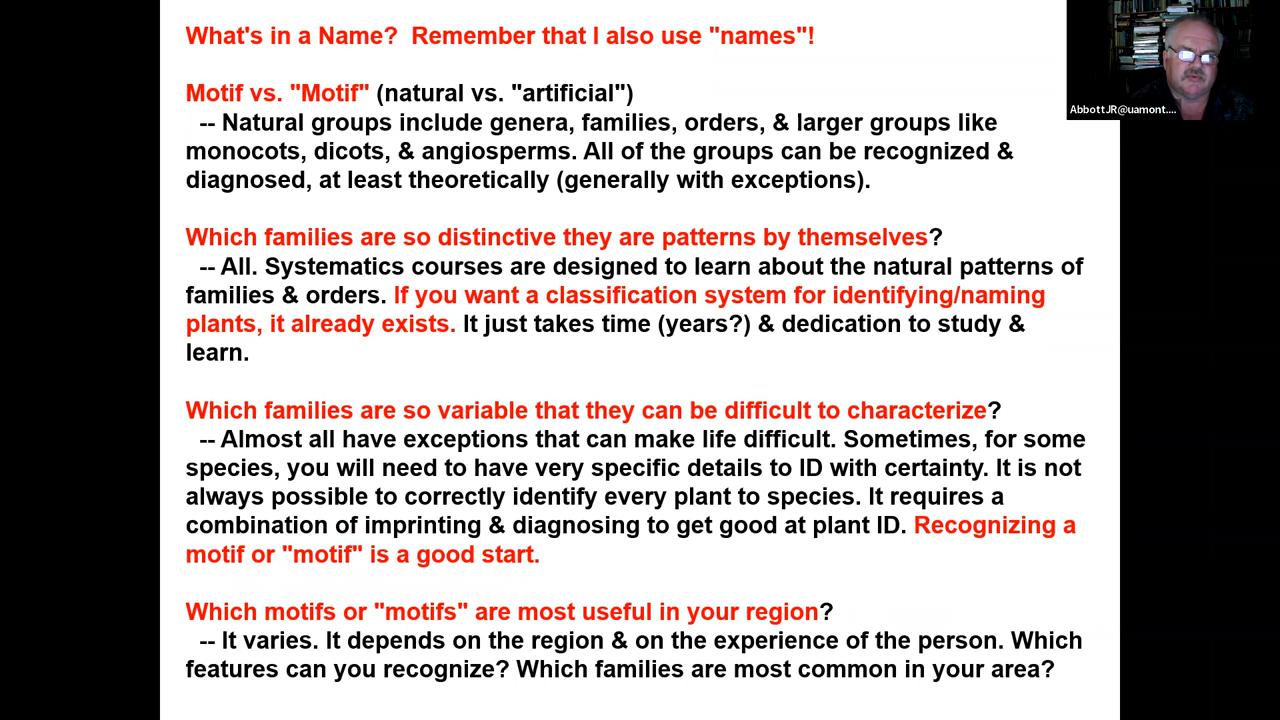 What's in a Name?  Remember that I also use "names"!
Motif vs. "Motif" (natural vs. "artificial")
-- Natural groups include genera, families, orders, & larger groups like
monocots, dicots, & angiosperms. All of the groups can be recognized &
diagnosed, at least theoretically (generally with exceptions).
Which families are so distinctive they are patterns by themselves?
-- All. Systematics courses are designed to learn about the natural patterns of
families & orders. If you want a classification system for identifying/naming
plants, it already exists. It just takes time (years?) & dedication to study &
learn.
Which families are so variable that they can be difficult to characterize?
-- Almost all have exceptions that can make life difficult. Sometimes, for some
species, you will need to have very specific details to ID with certainty. It is not
always possible to correctly identify every plant to species. It requires a
combination of imprinting & diagnosing to get good at plant ID. Recognizing a
motif or "motif" is a good start.
Which motifs or "motifs" are most useful in your region?
-- It varies. It depends on the region & on the experience of the person. Which
features can you recognize? Which families are most common in your area?
AbbottJR@uamont....